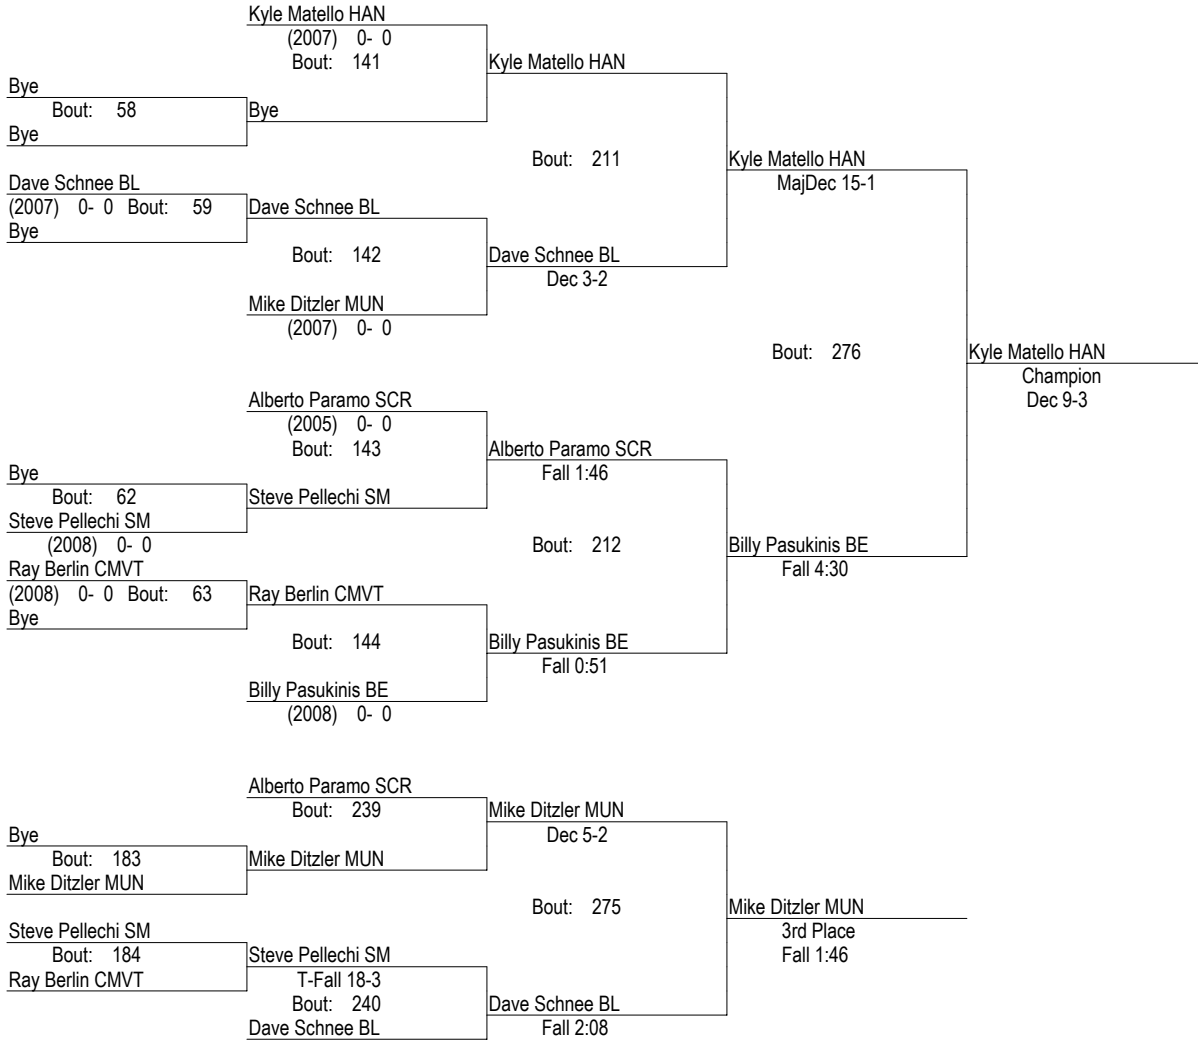 Kyle Matello HAN
(2007) 0- 0
Bout: 141
Kyle Matello HAN
Bye
Bout: 58
Bye
Bye
Bout: 211
Kyle Matello HAN
MajDec 15-1
Dave Schnee BL
(2007) 0- 0 Bout: 59
Dave Schnee BL
Bye
Bout: 142
Dave Schnee BL
Dec 3-2
Mike Ditzler MUN
(2007) 0- 0
Bout: 276
Kyle Matello HAN
Champion
Dec 9-3
Alberto Paramo SCR
(2005) 0- 0
Bout: 143
Alberto Paramo SCR
Fall 1:46
Bye
Bout: 62
Steve Pellechi SM
Steve Pellechi SM
(2008) 0- 0
Bout: 212
Billy Pasukinis BE
Fall 4:30
Ray Berlin CMVT
(2008) 0- 0 Bout: 63
Ray Berlin CMVT
Bye
Bout: 144
Billy Pasukinis BE
Fall 0:51
Billy Pasukinis BE
(2008) 0- 0
Alberto Paramo SCR
Bout: 239
Mike Ditzler MUN
Dec 5-2
Bye
Bout: 183
Mike Ditzler MUN
Mike Ditzler MUN
Bout: 275
Mike Ditzler MUN
3rd Place
Fall 1:46
Steve Pellechi SM
Bout: 184
Steve Pellechi SM
Ray Berlin CMVT
T-Fall 18-3
Bout: 240
Dave Schnee BL
Dave Schnee BL
Fall 2:08